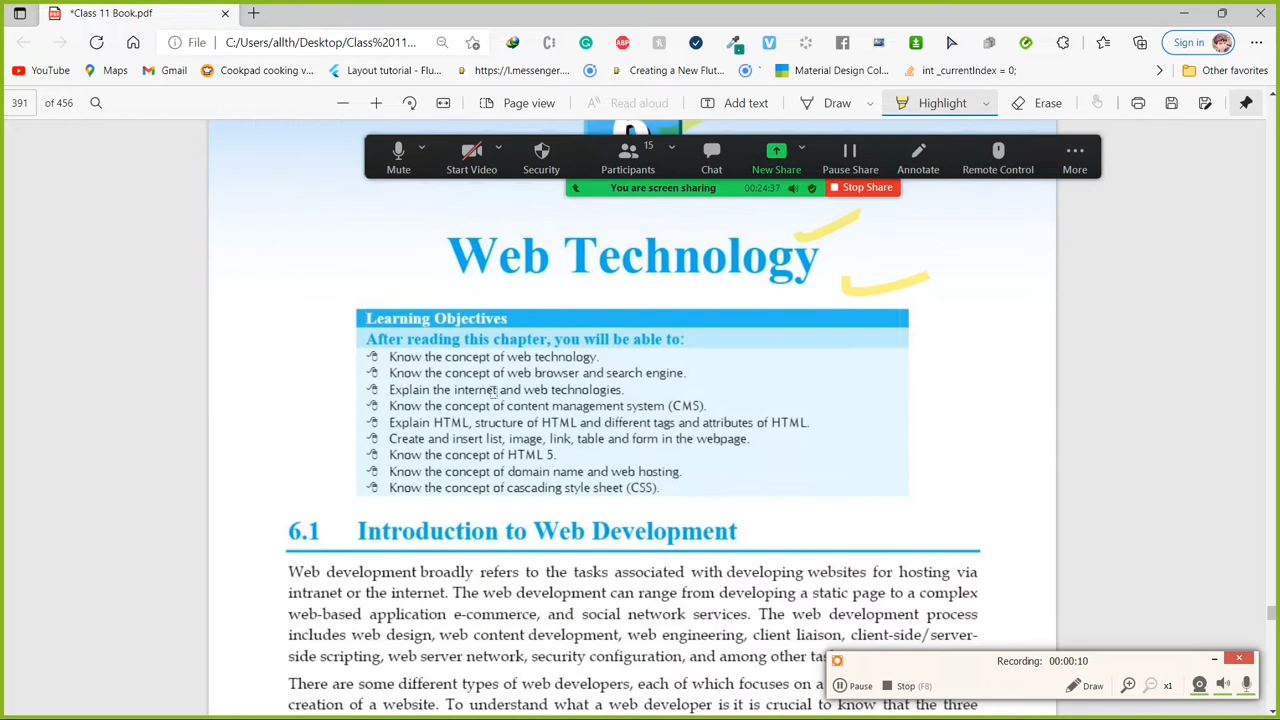 *Class 11 Book.pdf
File C:/Users/allth/Desktop/Class%2011... Sign in
YouTube Maps Gmail Cookpad cooking v... Layout tutorial - Flu... https://l.messenger... Creating a New Flut... Material Design Col... int _currentIndex = 0; Other favorites
391 of 456 Page view Read aloud Add text Draw Highlight Erase
Mute Start Video Security Participants 15 Chat New Share Pause Share Annotate Remote Control More
You are screen sharing 00:24:37 Stop Share
Web Technology
Learning Objectives
After reading this chapter, you will be able to:
Know the concept of web technology.
Know the concept of web browser and search engine.
Explain the internet and web technologies.
Know the concept of content management system (CMS).
Explain HTML, structure of HTML and different tags and attributes of HTML.
Create and insert list, image, link, table and form in the webpage.
Know the concept of HTML 5.
Know the concept of domain name and web hosting.
Know the concept of cascading style sheet (CSS).
6.1 Introduction to Web Development
Web development broadly refers to the tasks associated with developing websites for hosting via
intranet or the internet. The web development can range from developing a static page to a complex
web-based application e-commerce, and social network services. The web development process
includes web design, web content development, web engineering, client liaison, client-side/server-
side scripting, web server network, security configuration, and among other
There are some different types of web developers, each of which focuses on a
creation of a website. To understand what a web developer is it is crucial to know that the three
Recording: 00:00:10
Pause Stop (F8) Draw x1